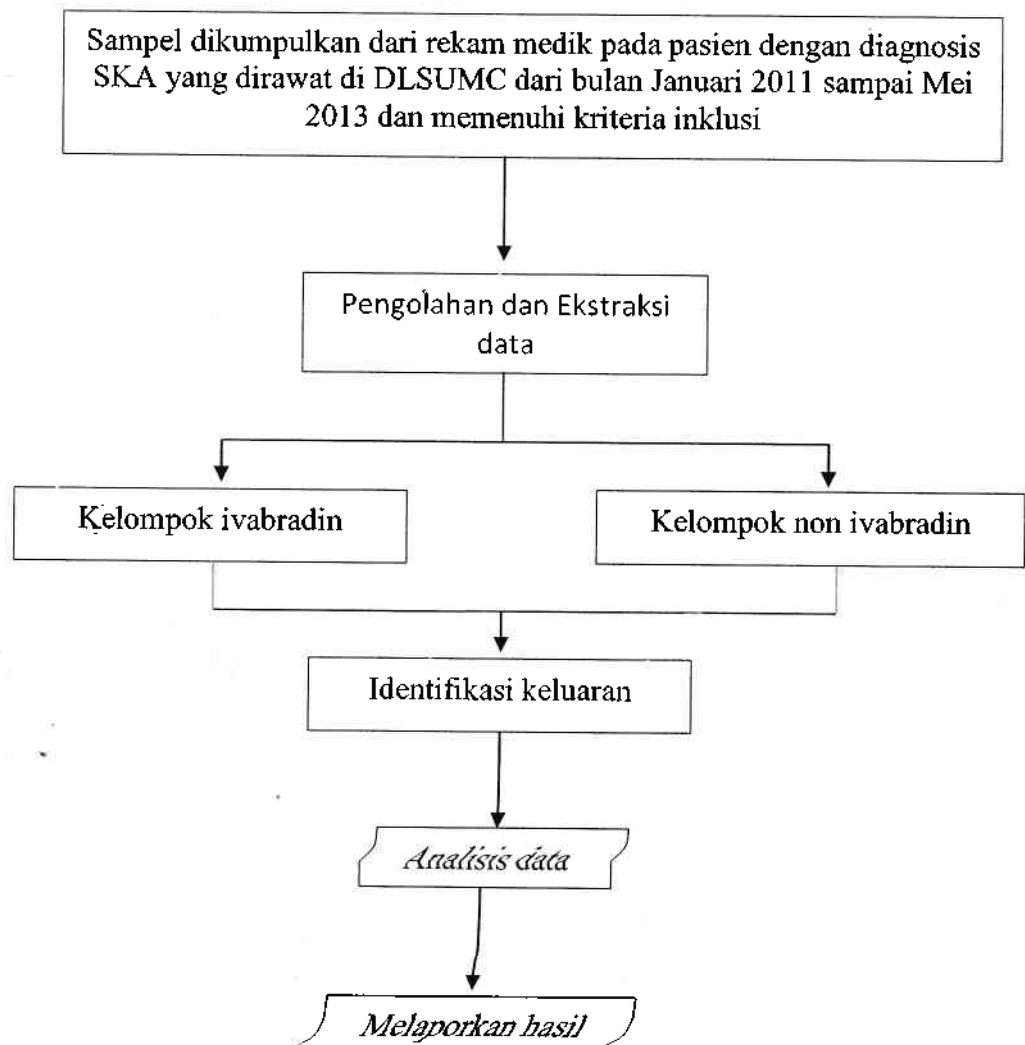 Sampel dikumpulkan dari rekam medik pada pasien dengan diagnosis
SKA yang dirawat di DLSUMC dari bulan Januari 2011 sampai Mei
2013 dan memenuhi kriteria inklusi
Pengolahan dan Ekstraksi
data
Kelompok ivabradin
Kelompok non ivabradin
Identifikasi keluaran
Analisis data
Melaporkan hasil